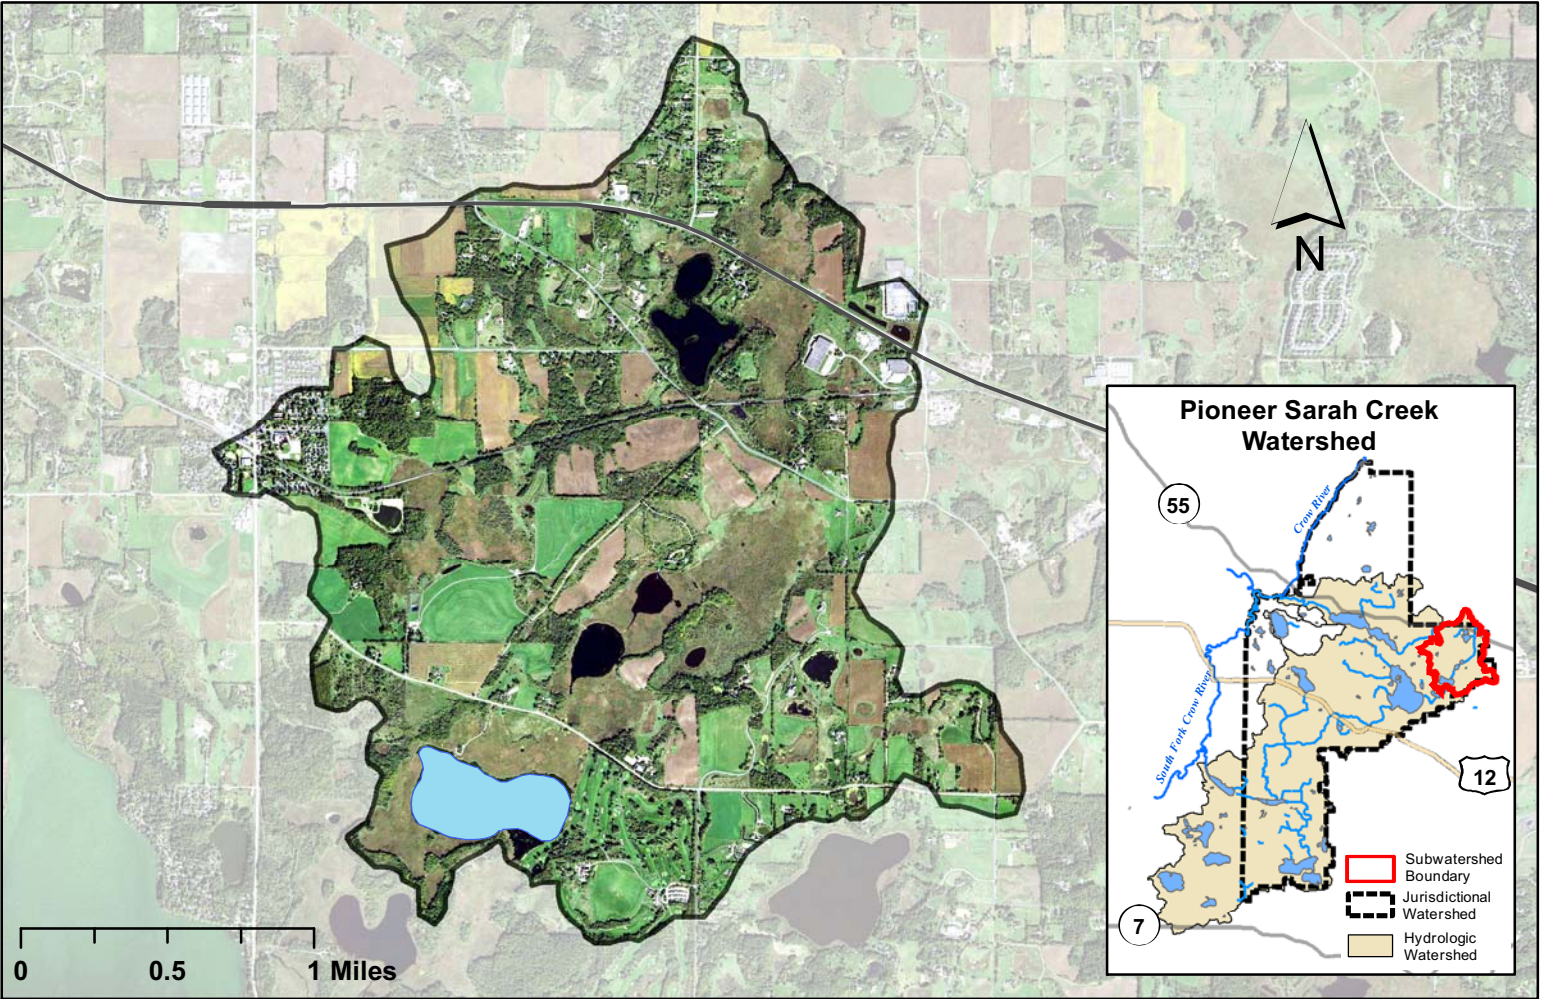 N
Pioneer Sarah Creek
Watershed
55
Crow River
South Fork Crow River
12
7
Subwatershed
Boundary
Jurisdictional
Watershed
Hydrologic
Watershed
0 0.5 1 Miles